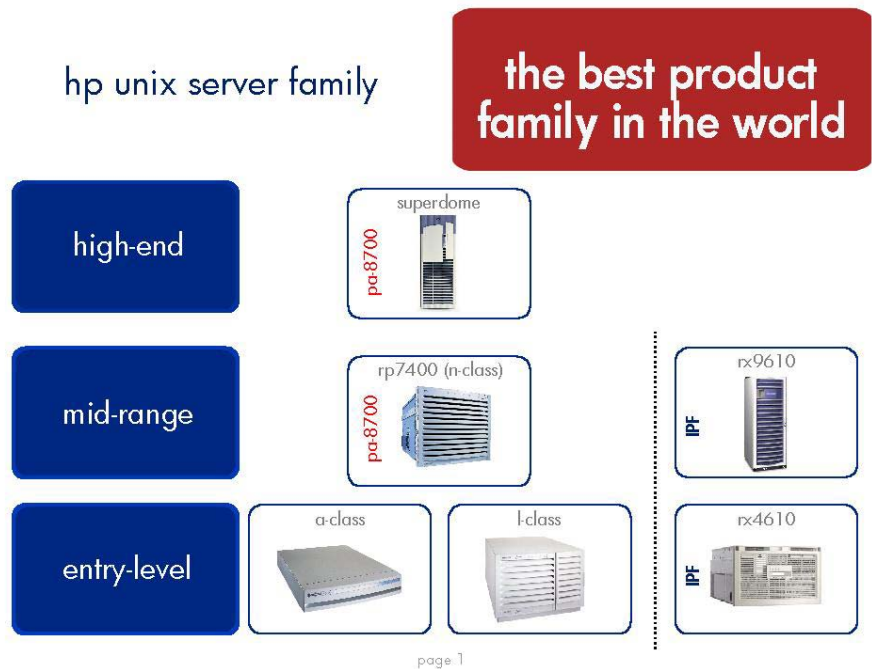 hp unix server family
the best product
family in the world
high-end
superdome
pa-8700
mid-range
rp7400 (n-class)
pa-8700
rx9610
IPF
entry-level
a-class
l-class
rx4610
IPF
page 1